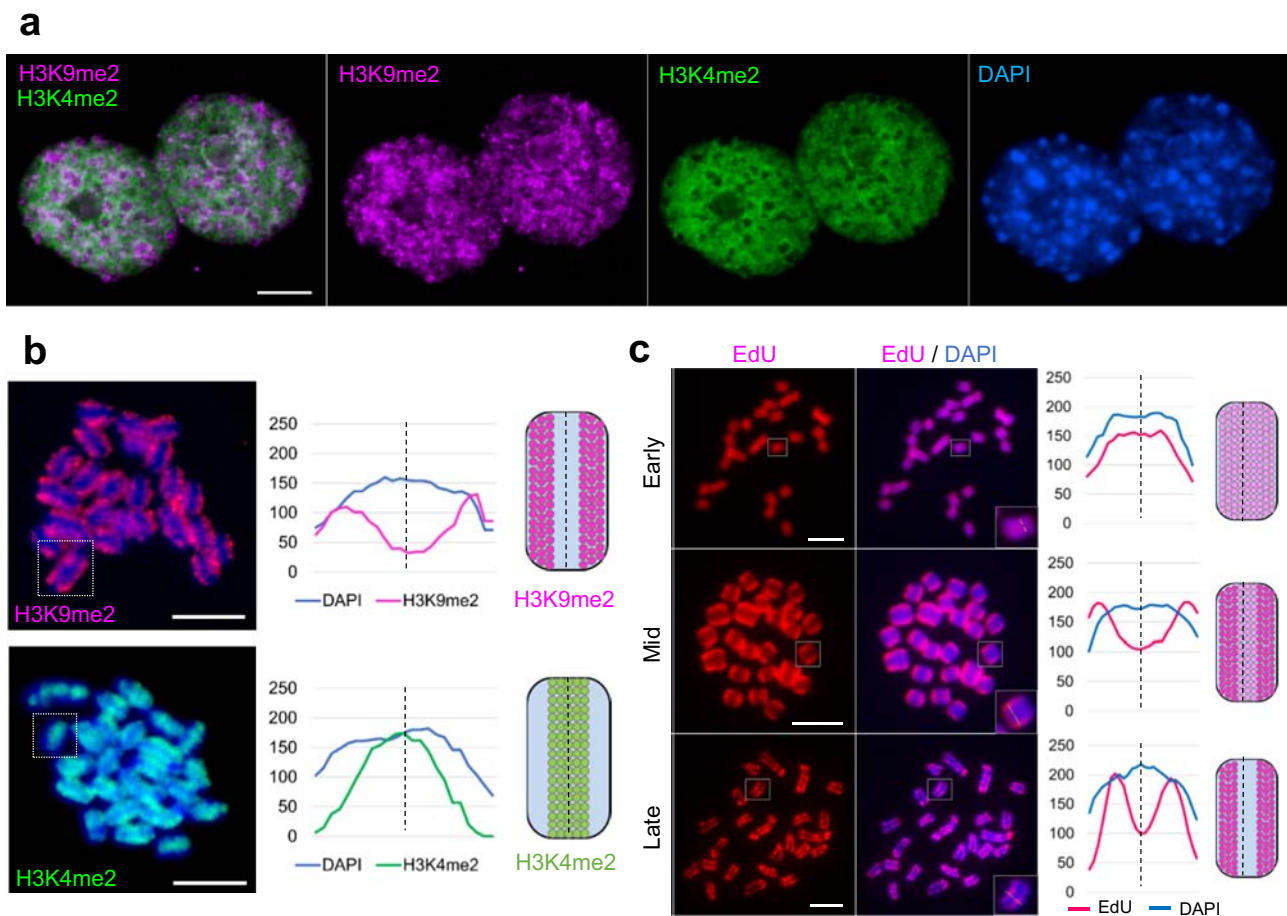 a
H3K9me2
H3K4me2
H3K9me2
H3K4me2
DAPI
b
H3K9me2
250
200
150
100
50
0
DAPI H3K9me2
H3K9me2
H3K4me2
250
200
150
100
50
0
DAPI H3K4me2
H3K4me2
c
EdU
EdU / DAPI
Early
250
200
150
100
50
0
Mid
250
200
150
100
50
0
Late
250
200
150
100
50
0
EdU DAPI